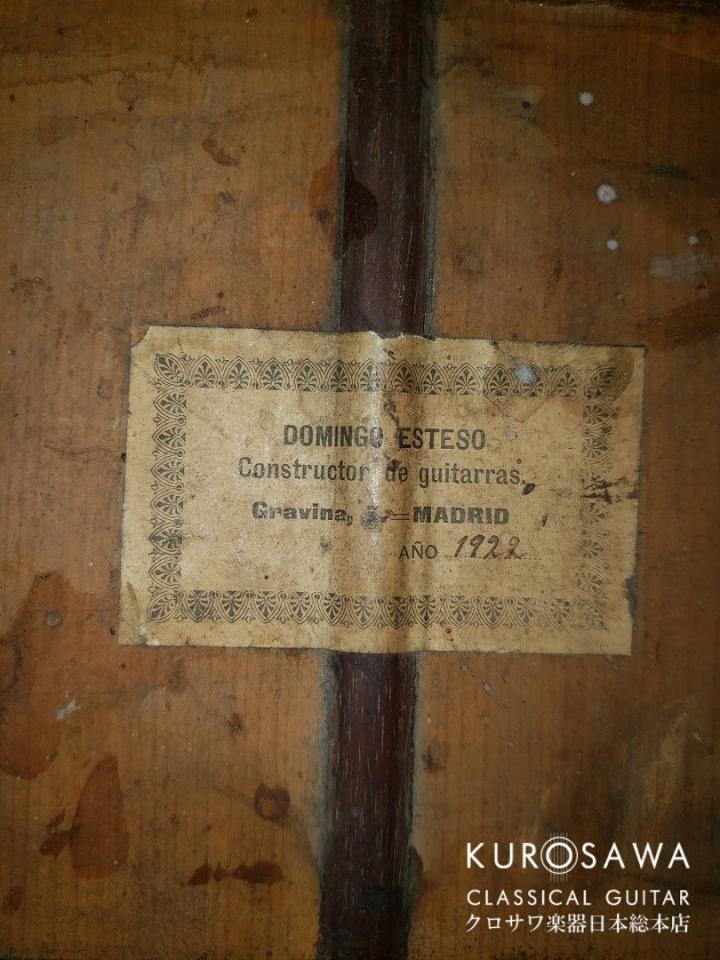 DOMINGO ESTESO
Constructor de guitarras.
Gravina, =MADRID
AÑO 1922
KUROSAWA
CLASSICAL GUITAR
クロサワ楽器日本総本店